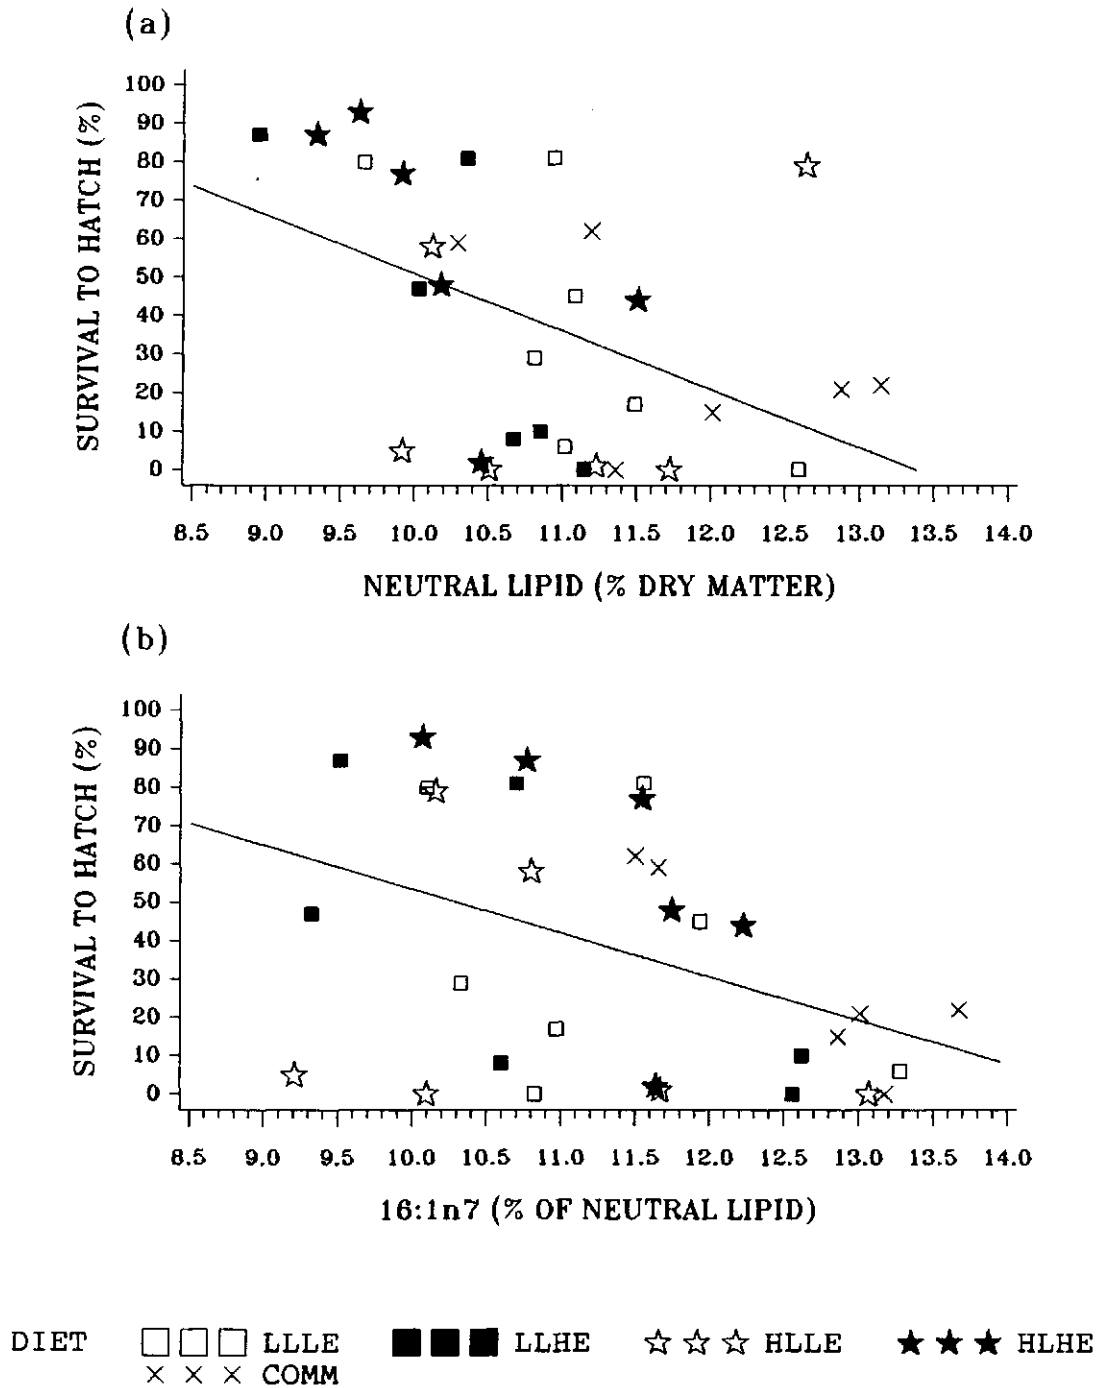 (a)
SURVIVAL TO HATCH (%)
100
90
80
70
60
50
40
30
20
10
0
8.5 9.0 9.5 10.0 10.5 11.0 11.5 12.0 12.5 13.0 13.5 14.0
NEUTRAL LIPID (% DRY MATTER)
(b)
SURVIVAL TO HATCH (%)
100
90
80
70
60
50
40
30
20
10
0
8.5 9.0 9.5 10.0 10.5 11.0 11.5 12.0 12.5 13.0 13.5 14.0
16:1n7 (% OF NEUTRAL LIPID)
DIET LLLE LLHE HLLE HLHE
COMM